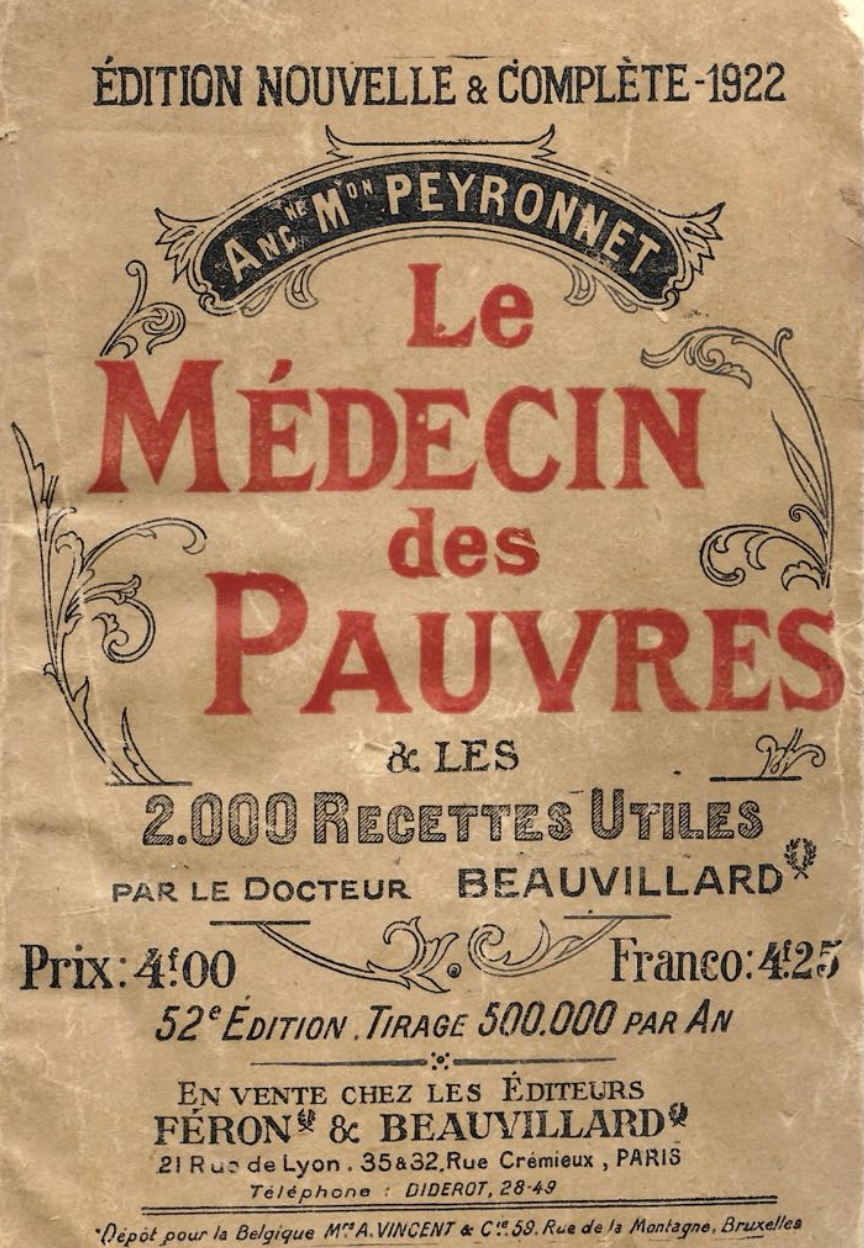 ÉDITION NOUVELLE & COMPLÈTE - 1922
ANCNE MON PEYRONNET
Le
MÉDECIN
des
PAUVRES
& LES
2.000 RECETTES UTILES
PAR LE DOCTEUR BEAUVILLARD
Prix: 4f.00 Franco: 4f.25
52e ÉDITION. TIRAGE 500.000 PAR AN
EN VENTE CHEZ LES ÉDITEURS
FÉRON & BEAUVILLARD
21 Rue de Lyon. 35&32, Rue Crémieux, PARIS
Téléphone : DIDEROT, 28-49
Dépôt pour la Belgique Mrs A. VINCENT & Cie. 59. Rue de la Montagne. Bruxelles